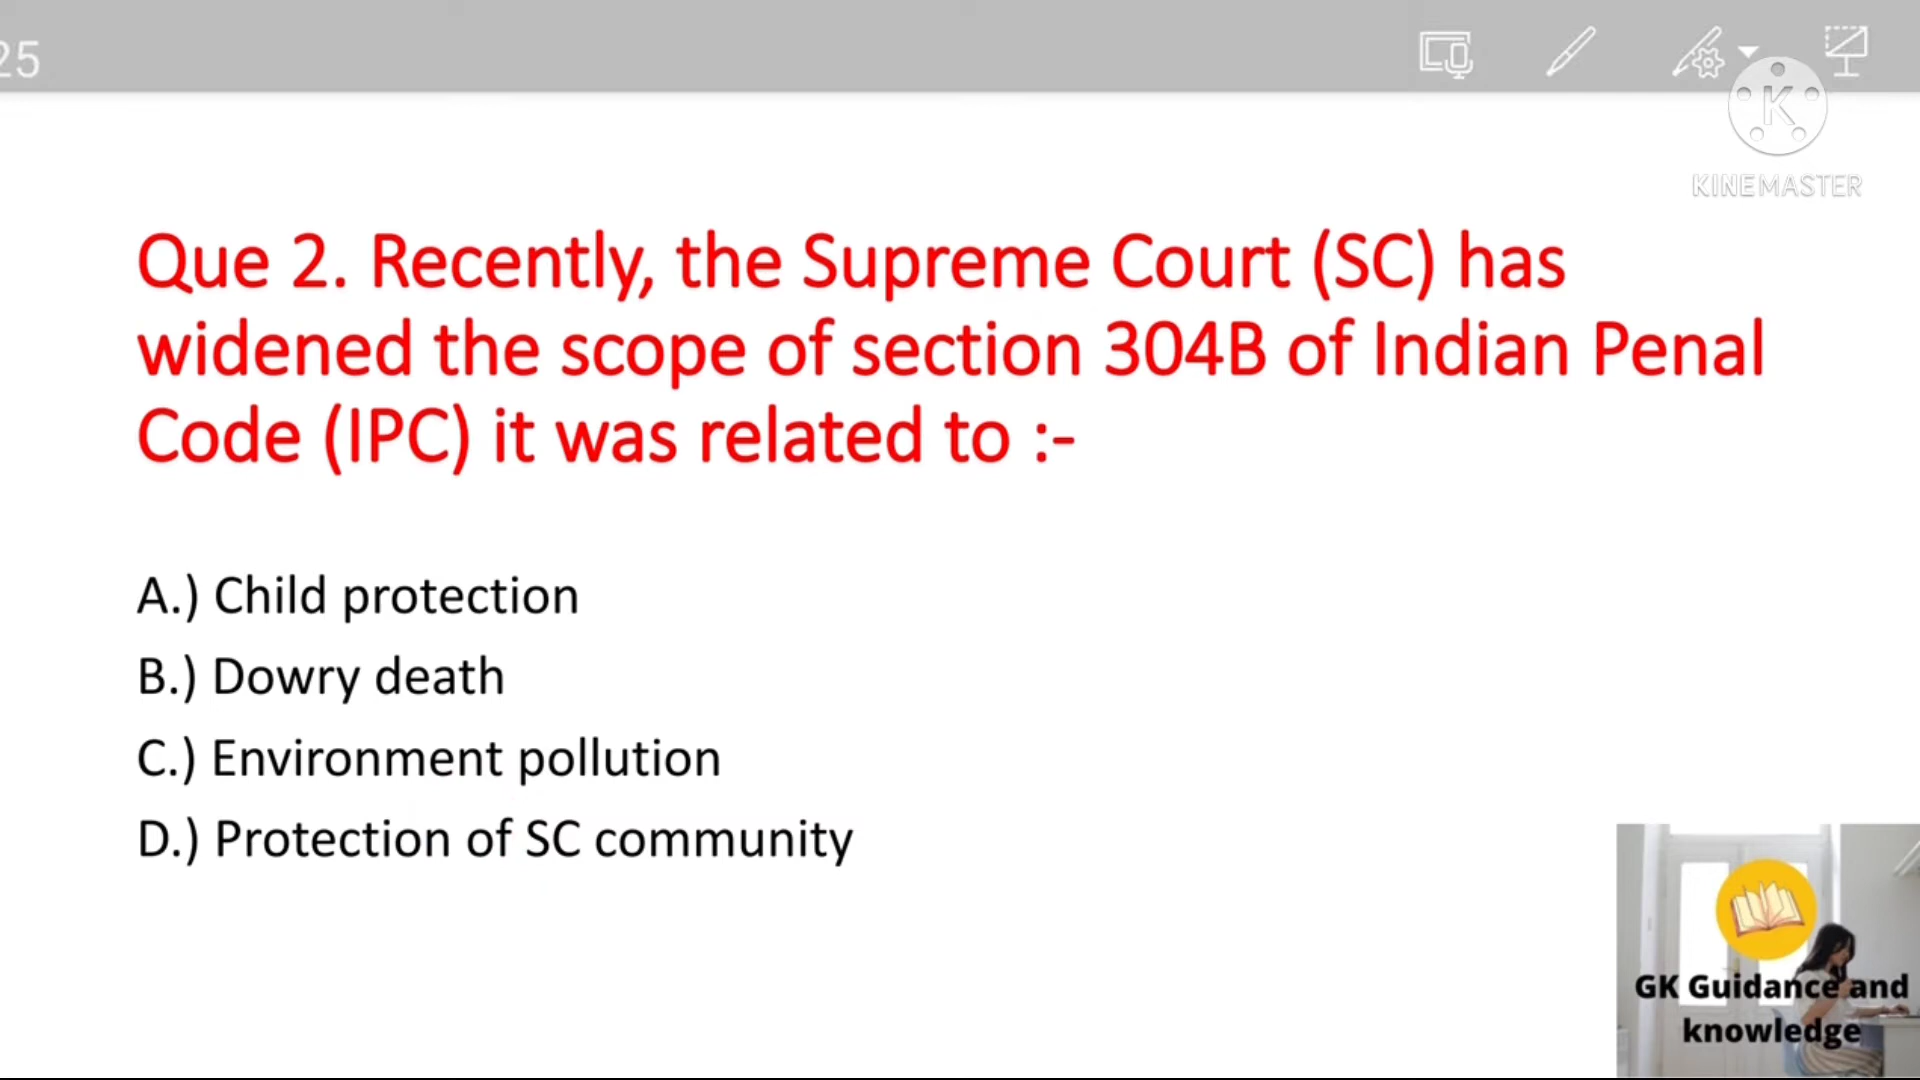 25
K
KINEMASTER
Que 2. Recently, the Supreme Court (SC) has
widened the scope of section 304B of Indian Penal
Code (IPC) it was related to :-
A.) Child protection
B.) Dowry death
C.) Environment pollution
D.) Protection of SC community
GK Guidance and
knowledge